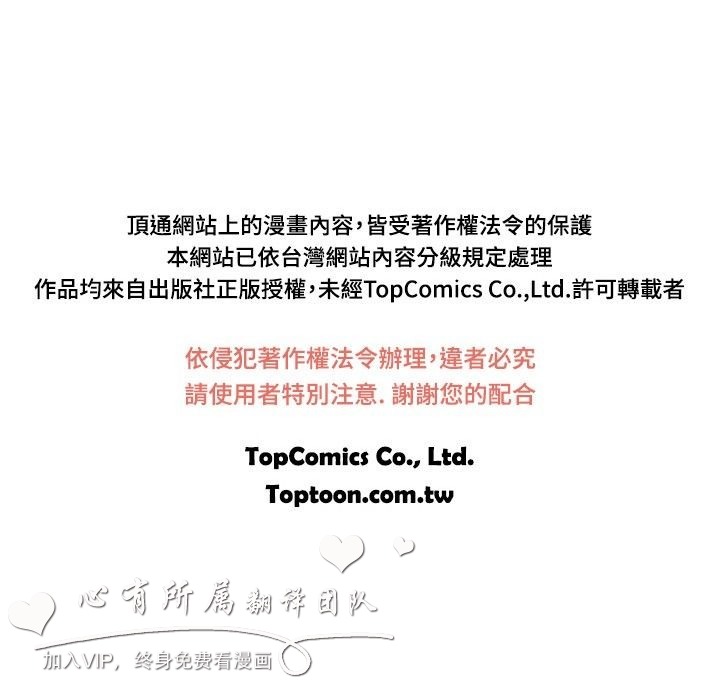 頂通網站上的漫畫內容，皆受著作權法令的保護
本網站已依台灣網站內容分級規定處理
作品均來自出版社正版授權，未經TopComics Co.,Ltd.許可轉載者
依侵犯著作權法令辦理，違者必究
請使用者特別注意. 謝謝您的配合
TopComics Co., Ltd.
Toptoon.com.tw
心有所属翻译团队
加入VIP，终身免费看漫画